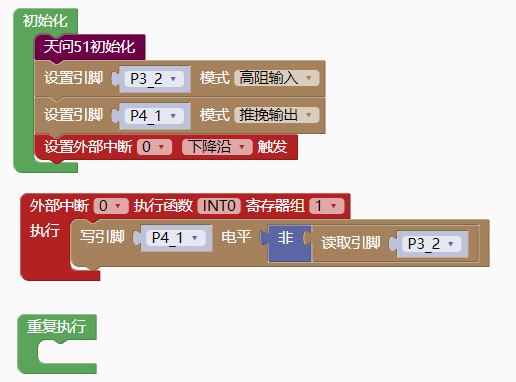 初始化
天问51初始化
设置引脚 P3_2 模式 高阻输入
设置引脚 P4_1 模式 推挽输出
设置外部中断 0 下降沿 触发
外部中断 0 执行函数 INT0 寄存器组 1
执行 写引脚 P4_1 电平 非 读取引脚 P3_2
重复执行